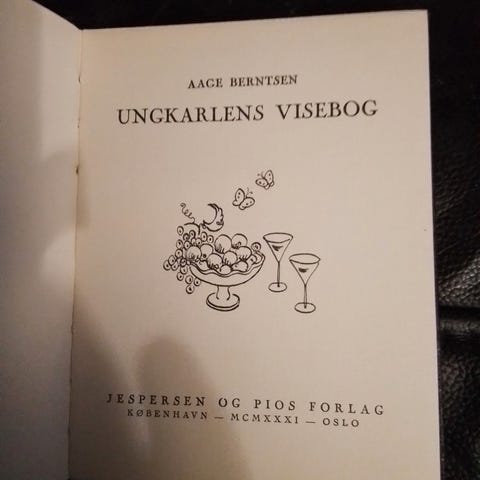 AAGE BERNTSEN
UNGKARLENS VISEBOG
JESPERSEN OG PIOS FORLAG
KØBENHAVN — MCMXXXI — OSLO